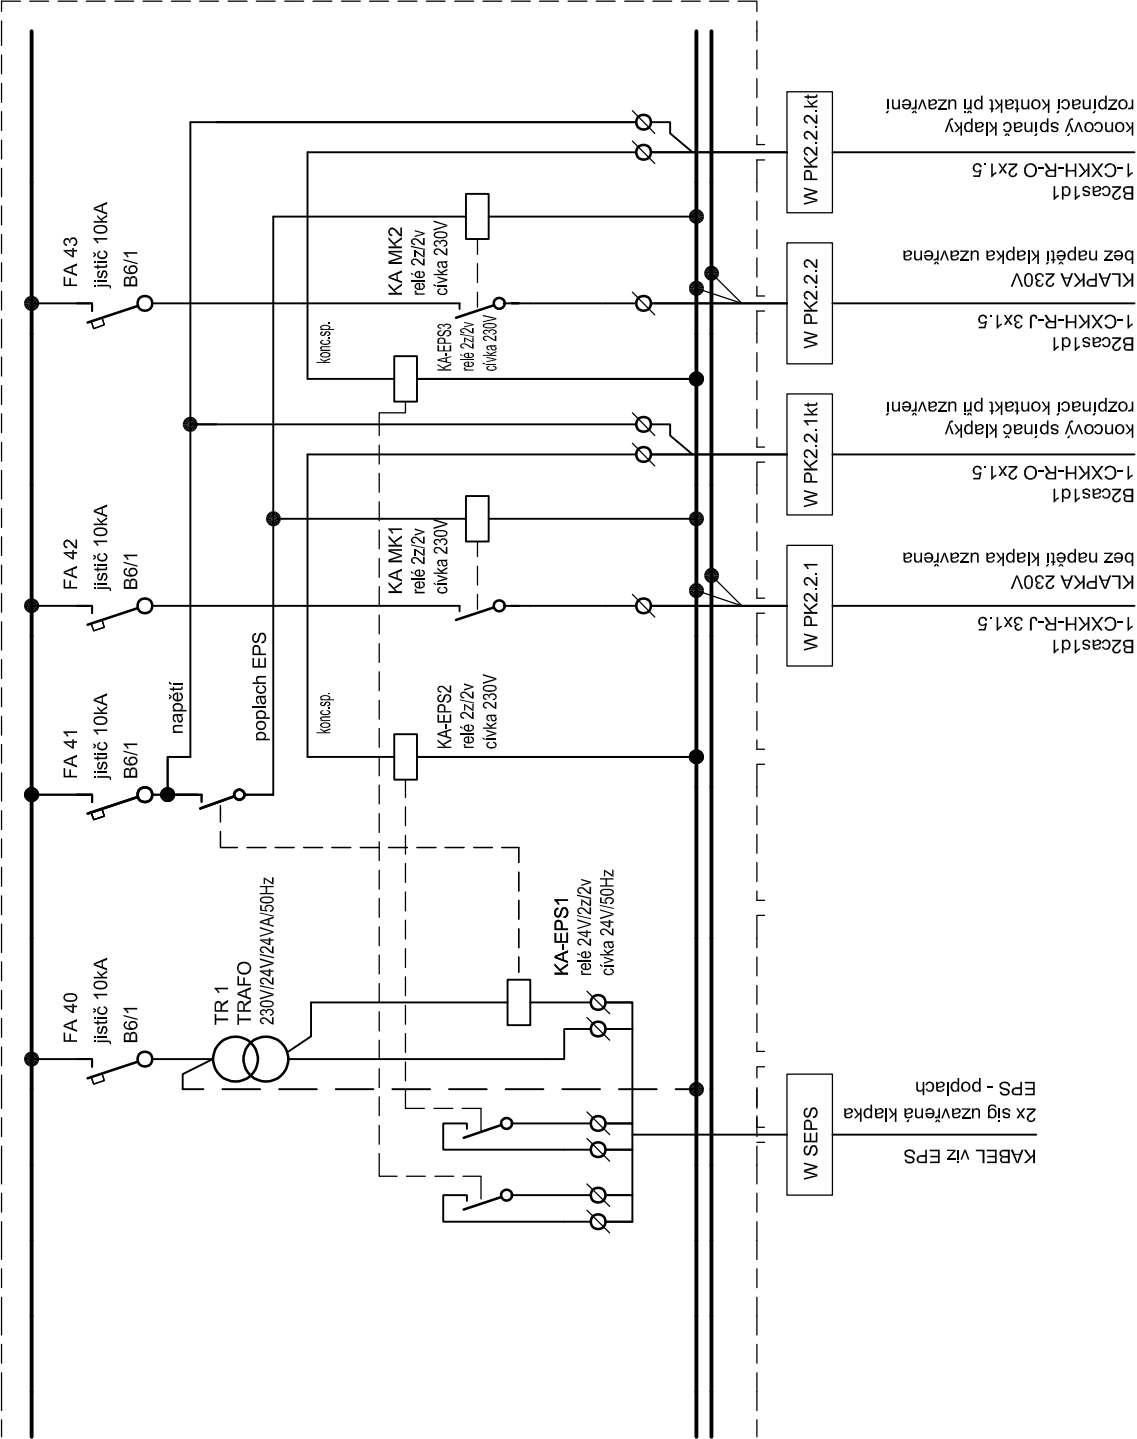 FA 40
jistič 10kA
B6/1
FA 41
jistič 10kA
B6/1
FA 42
jistič 10kA
B6/1
FA 43
jistič 10kA
B6/1
napětí
poplach EPS
TR 1
TRAFO
230V/24V/24VA/50Hz
konc.sp.
konc.sp.
KA-EPS1
relé 24V/2z/2v
cívka 24V/50Hz
KA-EPS2
relé 2z/2v
cívka 230V
KA MK1
relé 2z/2v
cívka 230V
KA-EPS3
relé 2z/2v
cívka 230V
KA MK2
relé 2z/2v
cívka 230V
W SEPS
W PK2.2.1
W PK2.2.1kt
W PK2.2.2
W PK2.2.2.kt
KABEL viz EPS
2x sig uzavřená klapka
EPS - poplach
B2cas1d1
1-CXKH-R-J 3x1.5
KLAPKA 230V
bez napětí klapka uzavřena
B2cas1d1
1-CXKH-R-O 2x1.5
koncový spínač klapky
rozpínací kontakt při uzavření
B2cas1d1
1-CXKH-R-J 3x1.5
KLAPKA 230V
bez napětí klapka uzavřena
B2cas1d1
1-CXKH-R-O 2x1.5
koncový spínač klapky
rozpínací kontakt při uzavření